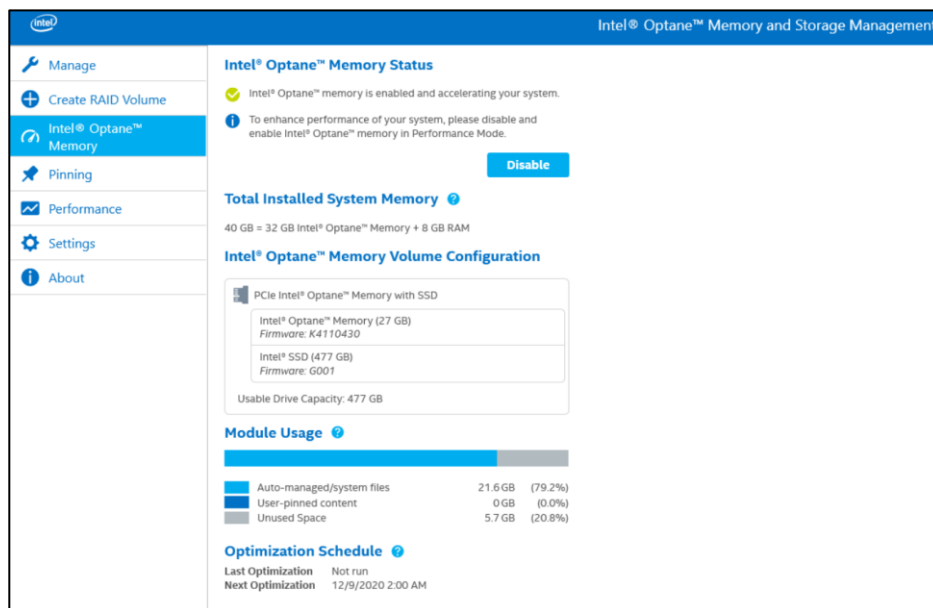 intel
Intel® Optane™ Memory and Storage Management
Manage
Create RAID Volume
Intel® Optane™
Memory
Pinning
Performance
Settings
About
Intel® Optane™ Memory Status
Intel® Optane™ memory is enabled and accelerating your system.
To enhance performance of your system, please disable and
enable Intel® Optane™ memory in Performance Mode.
Disable
Total Installed System Memory ?
40 GB = 32 GB Intel® Optane™ Memory + 8 GB RAM
Intel® Optane™ Memory Volume Configuration
PCIe Intel® Optane™ Memory with SSD
Intel® Optane™ Memory (27 GB)
Firmware: K4110430
Intel® SSD (477 GB)
Firmware: G001
Usable Drive Capacity: 477 GB
Module Usage ?
Auto-managed/system files 21.6 GB (79.2%)
User-pinned content 0 GB (0.0%)
Unused Space 5.7 GB (20.8%)
Optimization Schedule ?
Last Optimization Not run
Next Optimization 12/9/2020 2:00 AM